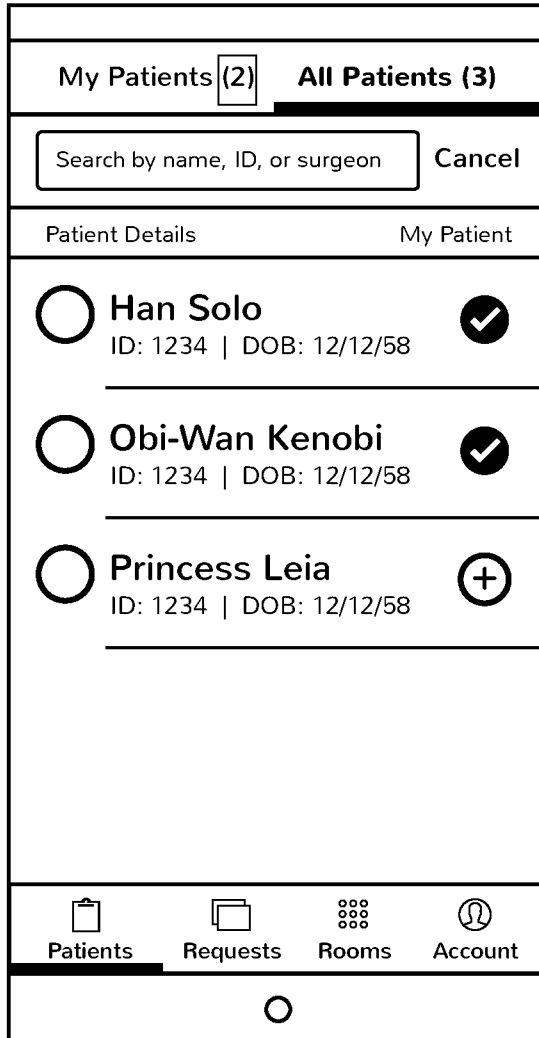 My Patients (2) All Patients (3)
Search by name, ID, or surgeon Cancel
Patient Details My Patient
Han Solo
ID: 1234 | DOB: 12/12/58
Obi-Wan Kenobi
ID: 1234 | DOB: 12/12/58
Princess Leia
ID: 1234 | DOB: 12/12/58
Patients Requests Rooms Account